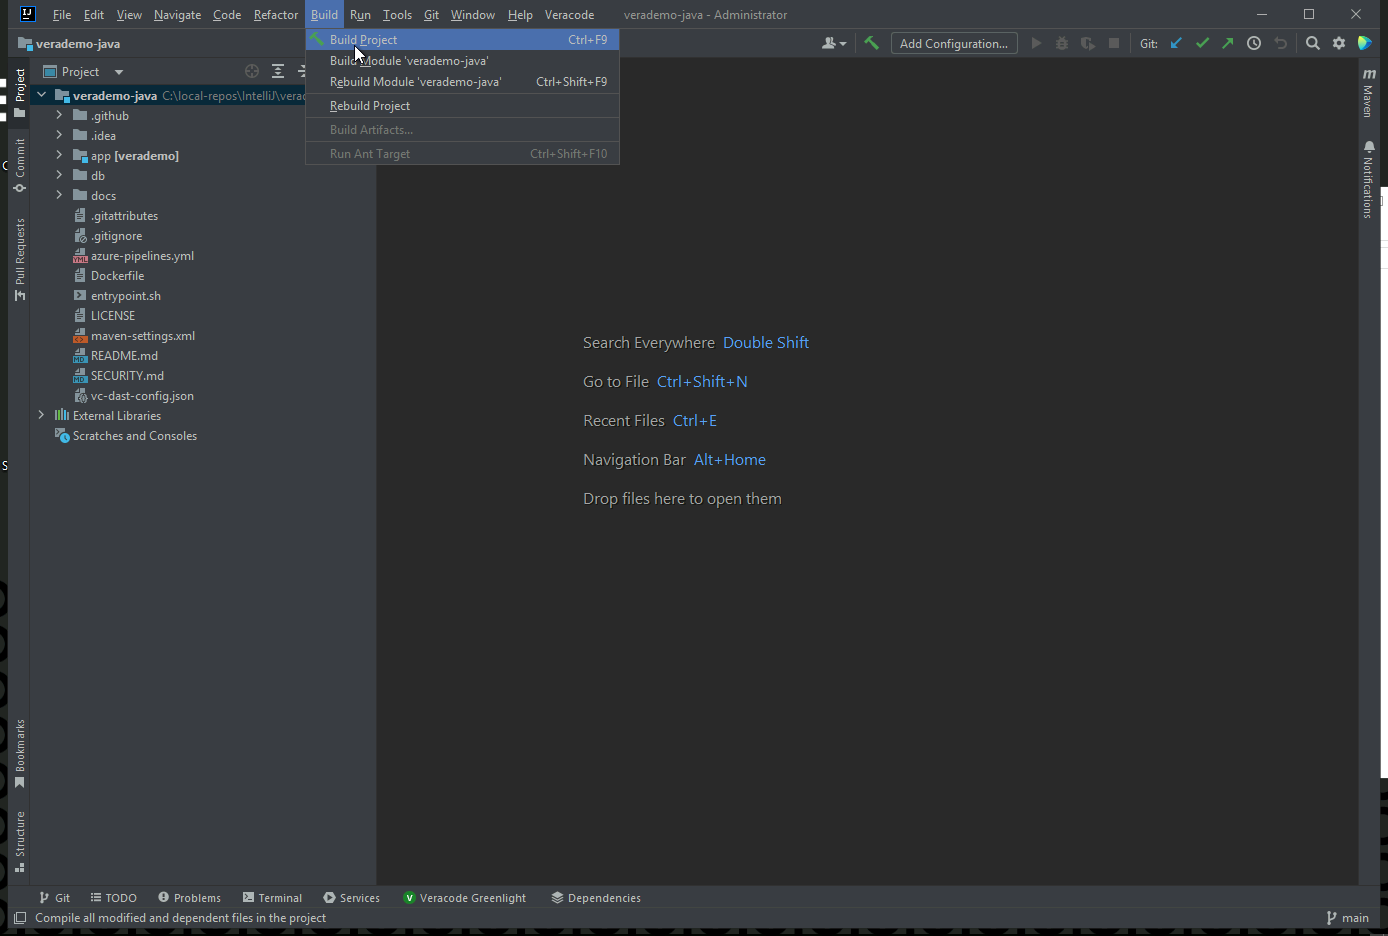 IJ File Edit View Navigate Code Refactor Build Run Tools Git Window Help Veracode verademo-java - Administrator
verademo-java
Add Configuration...
Git:
Build Project Ctrl+F9
Build Module 'verademo-java'
Rebuild Module 'verademo-java' Ctrl+Shift+F9
Rebuild Project
Build Artifacts...
Run Ant Target Ctrl+Shift+F10
Project
Commit
Pull Requests
Bookmarks
Structure
Project
verademo-java C:\local-repos\IntelliJ\verac
.github
.idea
app [verademo]
db
docs
.gitattributes
.gitignore
azure-pipelines.yml
Dockerfile
entrypoint.sh
LICENSE
maven-settings.xml
README.md
SECURITY.md
vc-dast-config.json
External Libraries
Scratches and Consoles
Search Everywhere Double Shift
Go to File Ctrl+Shift+N
Recent Files Ctrl+E
Navigation Bar Alt+Home
Drop files here to open them
m
Maven
Notifications
Git TODO Problems Terminal Services Veracode Greenlight Dependencies
Compile all modified and dependent files in the project
main